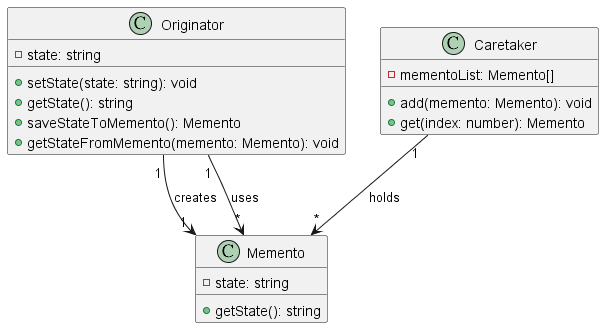 C Originator
state: string
setState(state: string): void
getState(): string
saveStateToMemento(): Memento
getStateFromMemento(memento: Memento): void
C Caretaker
mementoList: Memento[]
add(memento: Memento): void
get(index: number): Memento
1
1
1
creates
uses
holds
1
*
*
C Memento
state: string
getState(): string